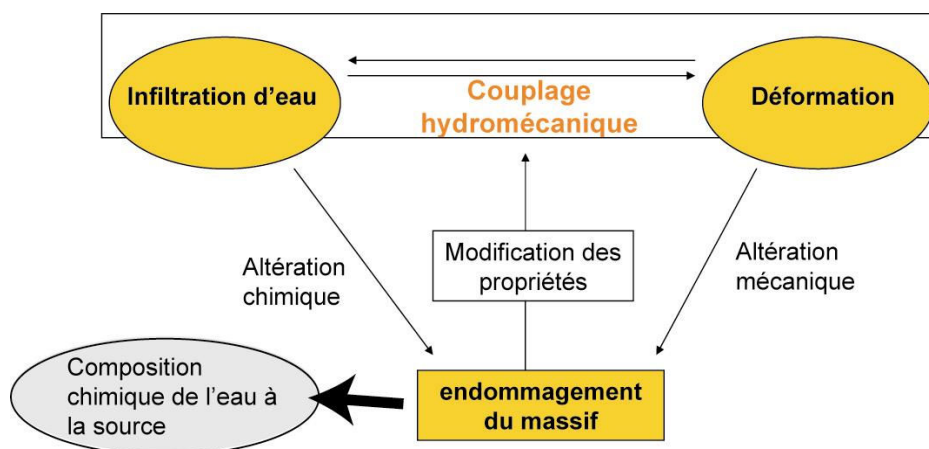 Infiltration d'eau
Couplage
hydromécanique
Déformation
Altération
chimique
Modification des
propriétés
Altération
mécanique
Composition
chimique de l'eau à
la source
endommagement
du massif